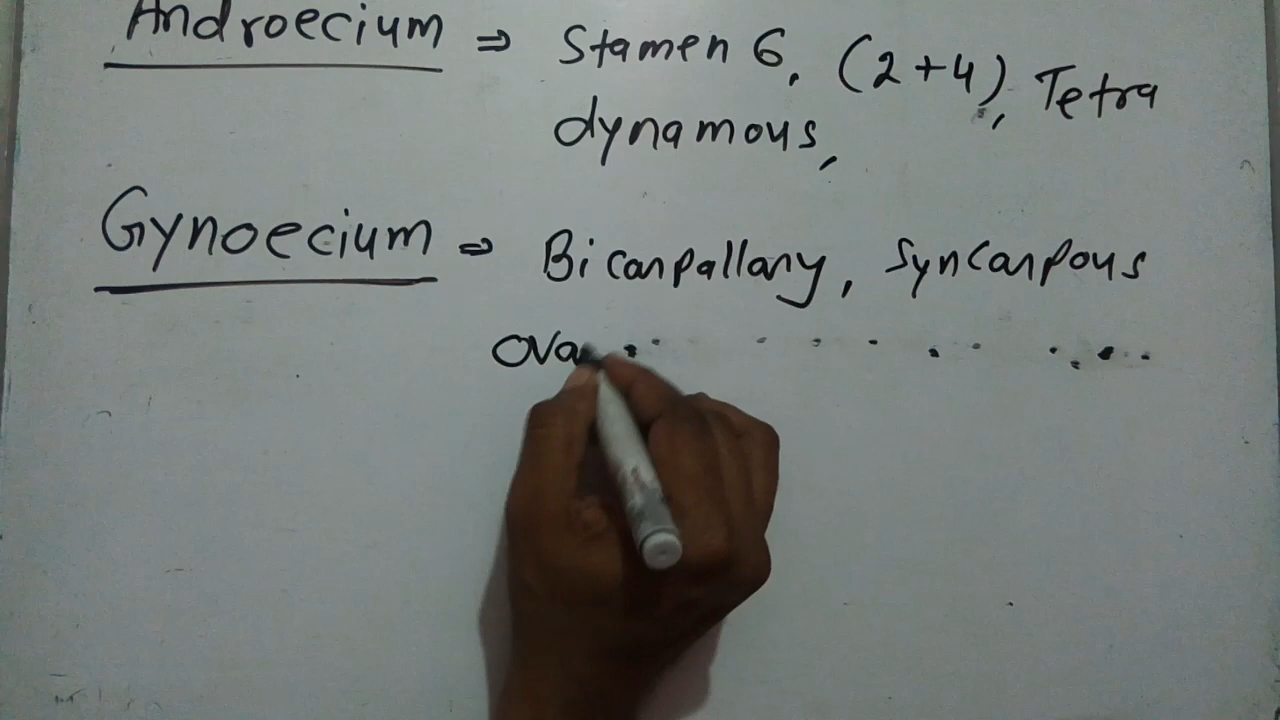 Androecium ⇒ Stamen 6, (2+4), Tetra
dynamous,
Gynoecium ⇒ Bicarpallary, Syncarpous
Ova